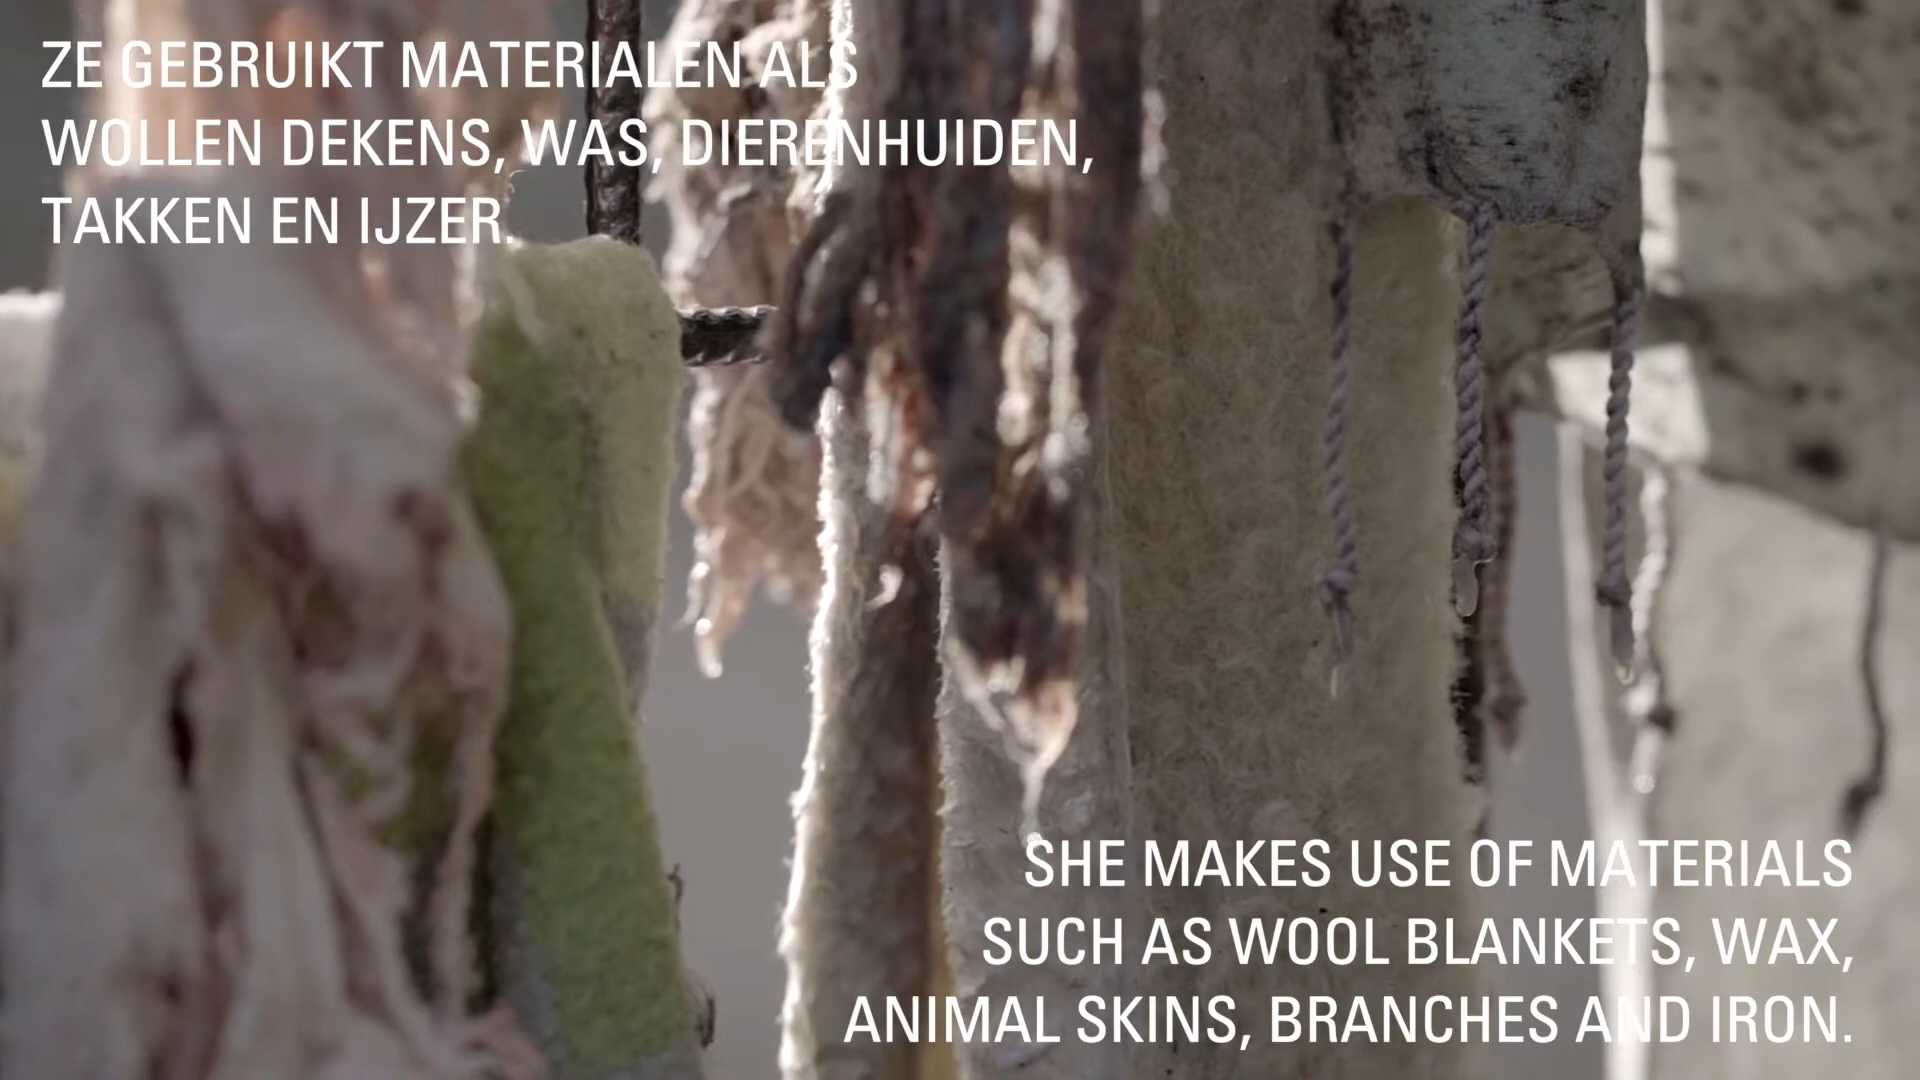 ZE GEBRUIKT MATERIALEN ALS
WOLLEN DEKENS, WAS, DIERENHUIDEN,
TAKKEN EN IJZER.
SHE MAKES USE OF MATERIALS
SUCH AS WOOL BLANKETS, WAX,
ANIMAL SKINS, BRANCHES AND IRON.